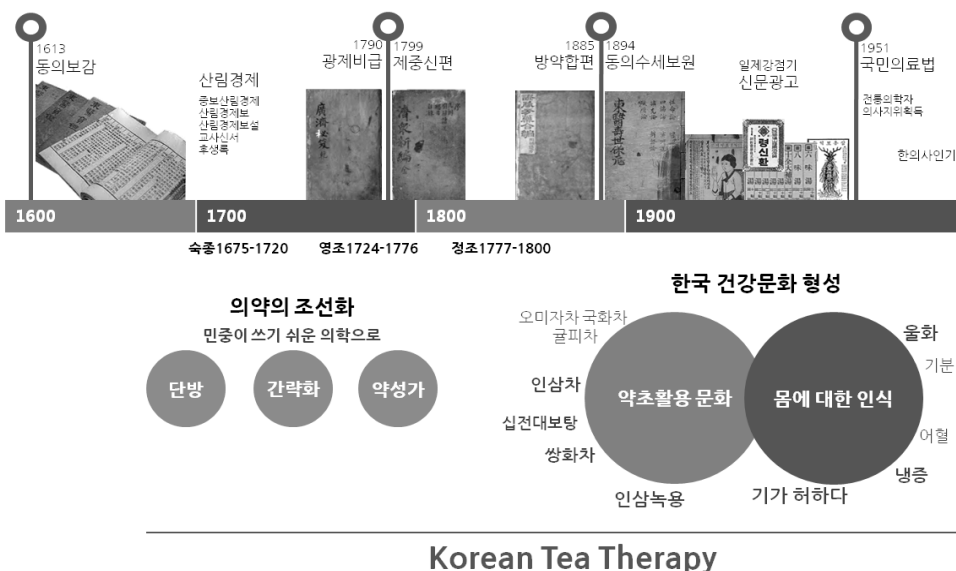 1613
동의보감
산림경제
증보산림경제
산림경제보
산림경제보설
고사신서
후생록
1790
광제비급
1799
제중신편
1885
방약합편
1894
동의수세보원
일제강점기
신문광고
1951
국민의료법
전통의학자
의사지위획득
한의사인기
東醫壽世保元
령신환
1600
1700
1800
1900
숙종1675-1720
영조1724-1776
정조1777-1800
의약의 조선화
민중이 쓰기 쉬운 의학으로
단방
간략화
약성가
한국 건강문화 형성
오미자차 국화차
귤피차
인삼차
십전대보탕
쌍화차
인삼녹용
약초활용 문화
몸에 대한 인식
울화
기분
어혈
냉증
기가 허하다
Korean Tea Therapy